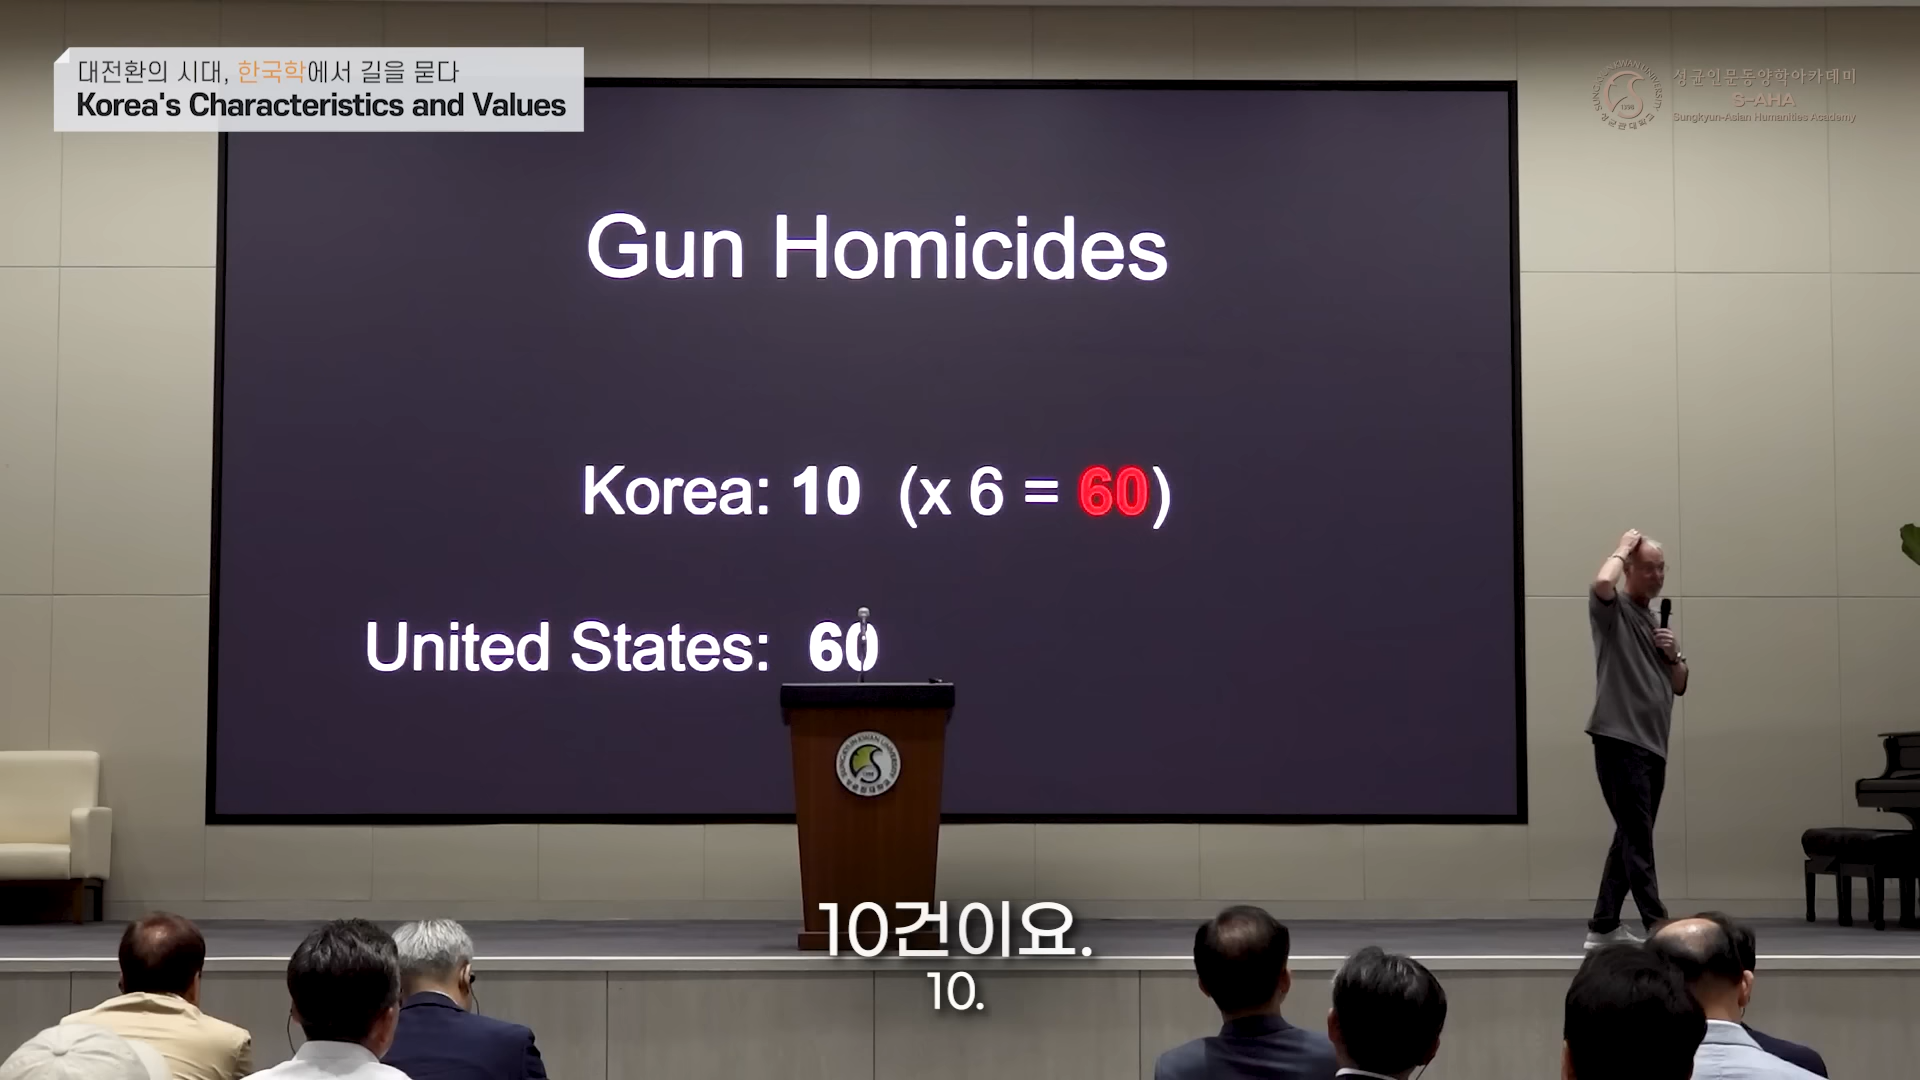 대전환의 시대, 한국학에서 길을 묻다
Korea's Characteristics and Values
성균인문동양학아카데미
S-AHA
Sungkyun-Asian Humanities Academy
Gun Homicides
Korea: 10 (x 6 = 60)
United States: 60
10건이요.
10.